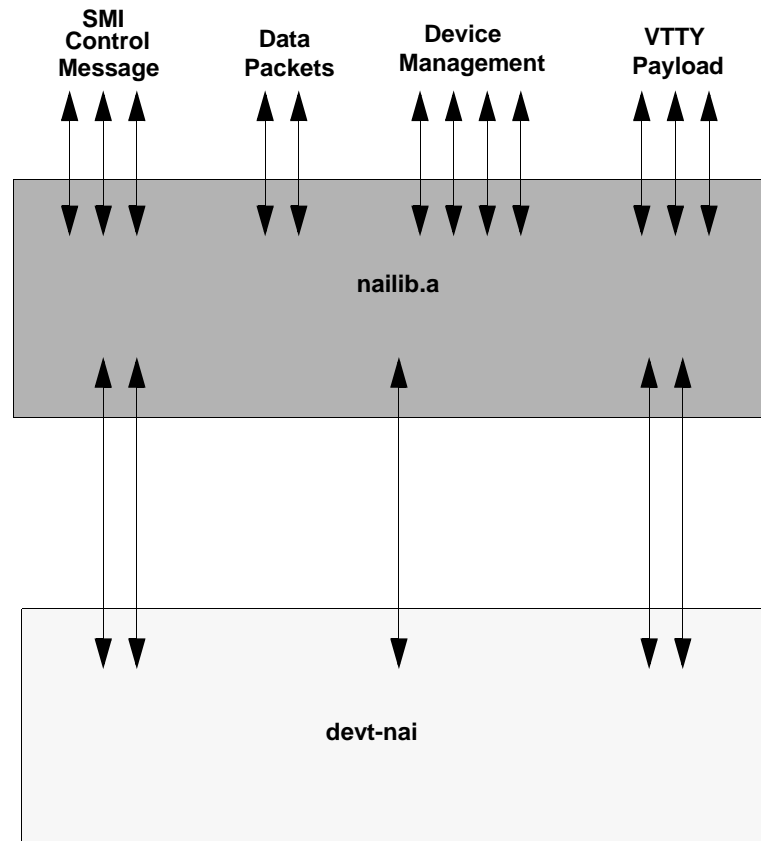 SMI
Control
Message
Data
Packets
Device
Management
VTTY
Payload
nailib.a
devt-nai